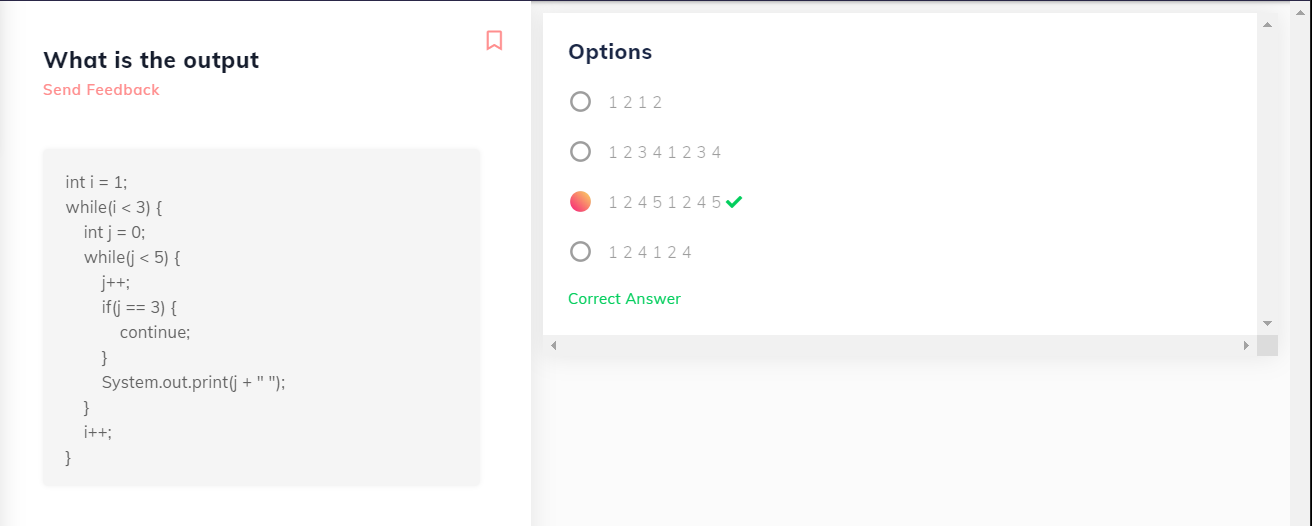 What is the output
Send Feedback
int i = 1;
while(i < 3) {
    int j = 0;
    while(j < 5) {
        j++;
        if(j == 3) {
            continue;
        }
        System.out.print(j + " ");
    }
    i++;
}
Options
1 2 1 2
1 2 3 4 1 2 3 4
1 2 4 5 1 2 4 5
1 2 4 1 2 4
Correct Answer